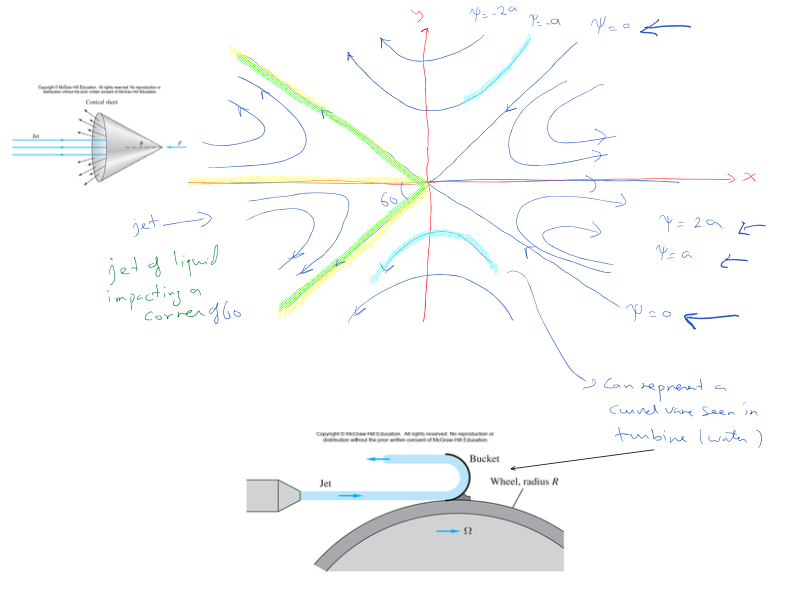 y
ψ=-2a
ψ=-a
ψ=0
Copyright © McGraw-Hill Education. All rights reserved. No reproduction or
distribution without the prior written consent of McGraw-Hill Education.
Conical sheet
Jet
θ
F
x
60
jet
ψ=2a
ψ=a
jet of liquid
impacting a
corner of 60
ψ=0
can represent a
curved vane seen in
turbine (water)
Copyright © McGraw-Hill Education. All rights reserved. No reproduction or
distribution without the prior written consent of McGraw-Hill Education.
Bucket
Jet
Wheel, radius R
Ω